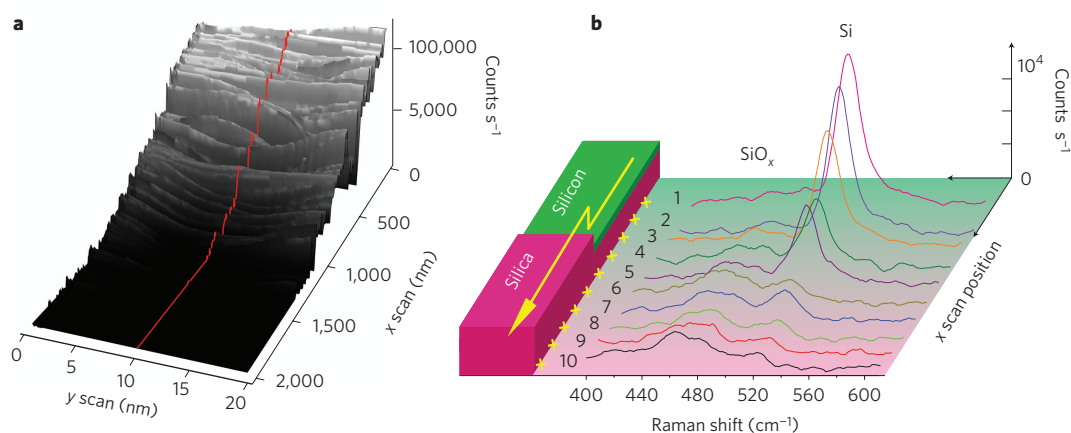 a
100,000
5,000
0
Counts s⁻¹
500
1,000
1,500
2,000
x scan (nm)
0
5
10
15
20
y scan (nm)
b
Si
SiOₓ
10⁴
0
Counts s⁻¹
Silicon
Silica
1
2
3
4
5
6
7
8
9
10
x scan position
400
440
480
520
560
600
Raman shift (cm⁻¹)